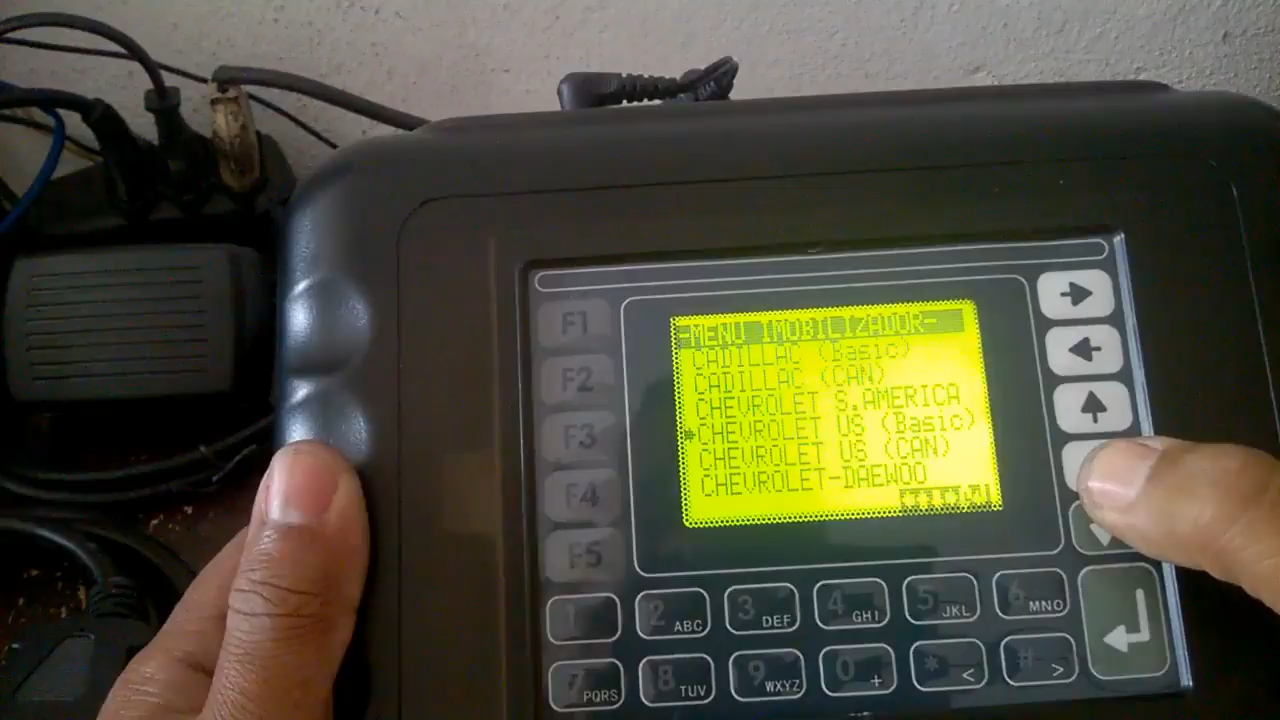 -MENU IMOBILIZADOR-
CADILLAC (Basic)
CADILLAC (CAN)
CHEVROLET S.AMERICA
CHEVROLET US (Basic)
CHEVROLET US (CAN)
CHEVROLET-DAEWOO
F1
F2
F3
F4
F5
1
2 ABC
3 DEF
4 GHI
5 JKL
6 MNO
7 PQRS
8 TUV
9 WXYZ
0 +
* <
# >